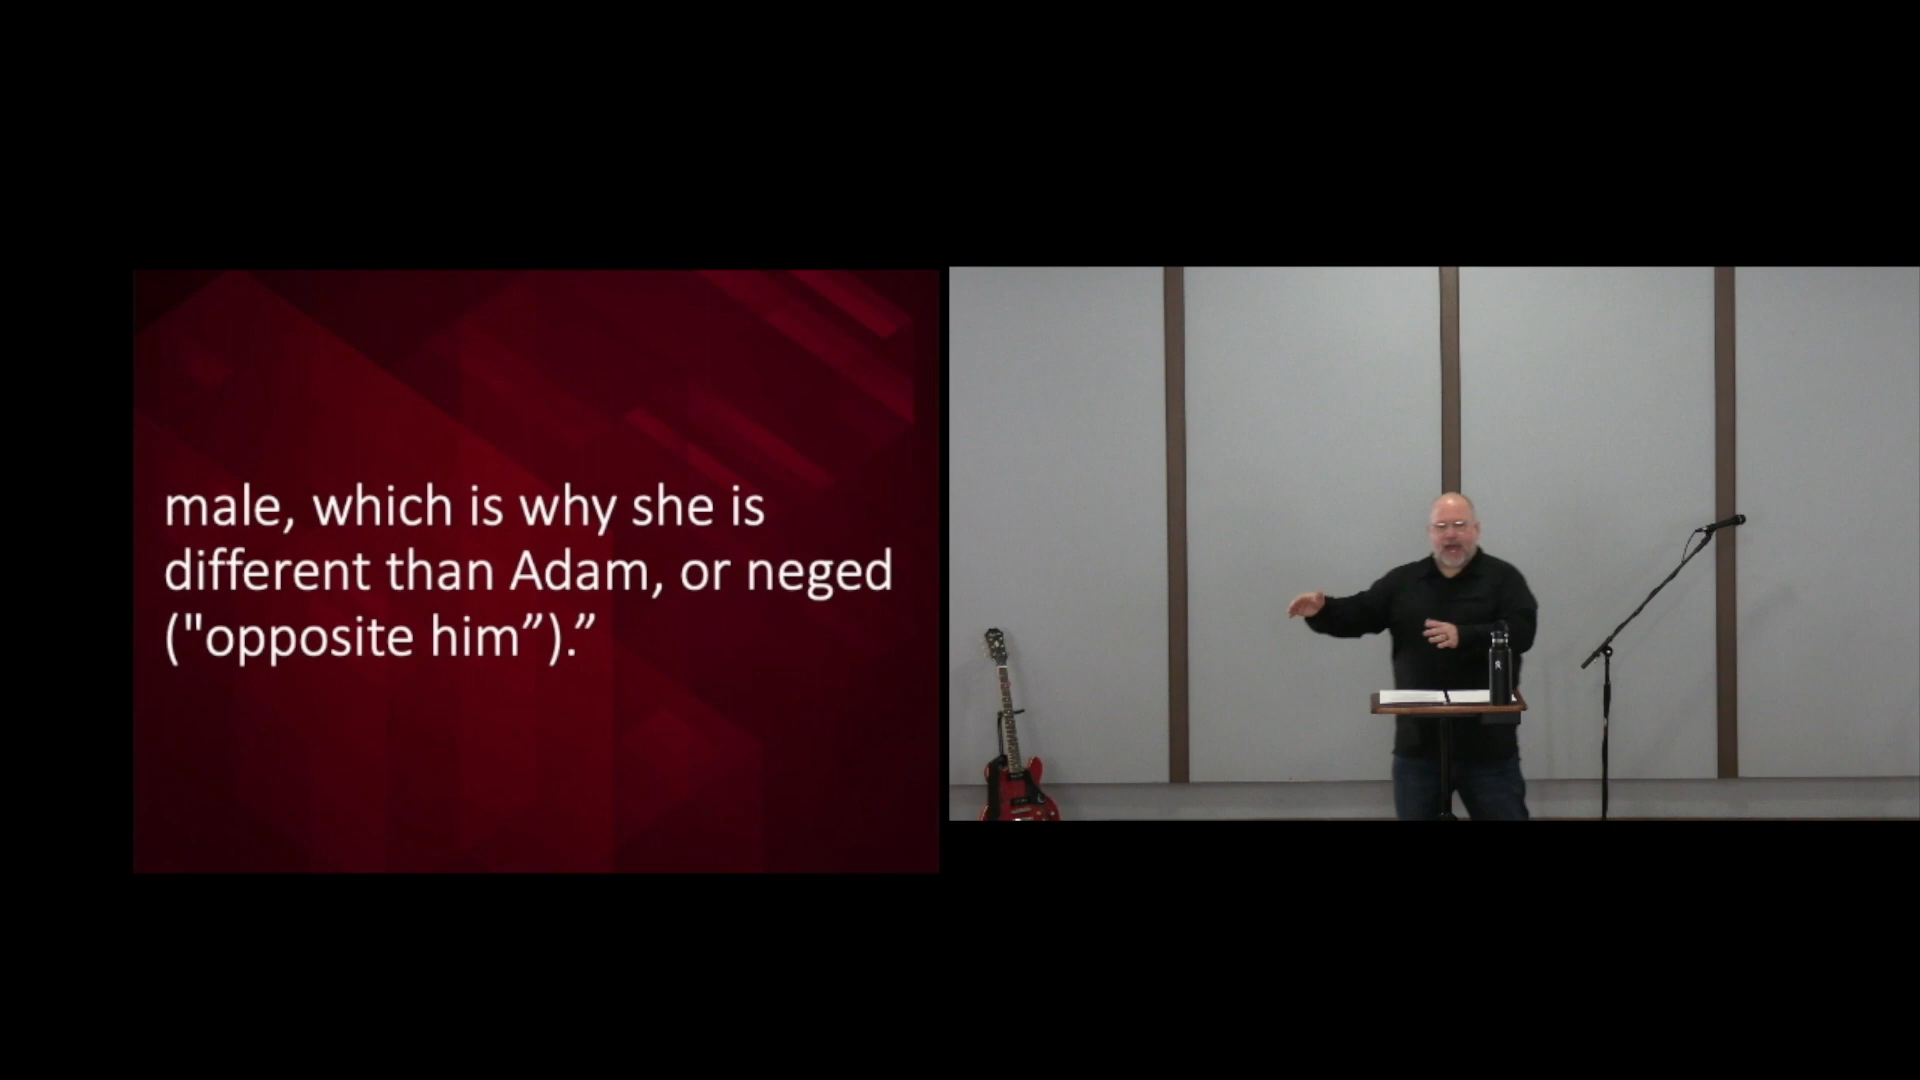 male, which is why she is
different than Adam, or neged
("opposite him”).”